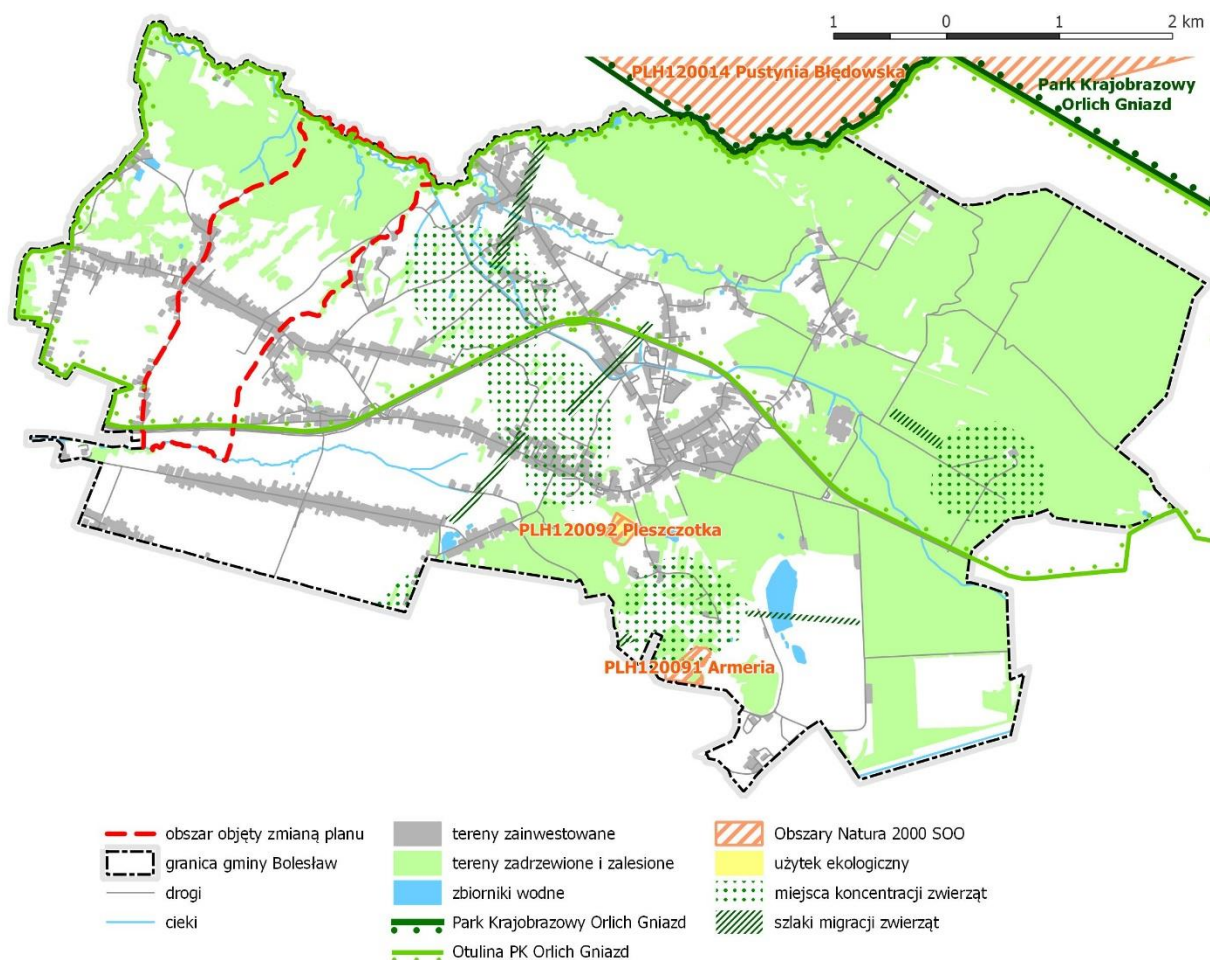 1 0 1 2 km
PLH120014 Pustynia Błędowska
Park Krajobrazowy
Orlich Gniazd
PLH120092 Pleszczotka
PLH120091 Armeria
obszar objęty zmianą planu
granica gminy Bolesław
drogi
cieki
tereny zainwestowane
tereny zadrzewione i zalesione
zbiorniki wodne
Park Krajobrazowy Orlich Gniazd
Otulina PK Orlich Gniazd
Obszary Natura 2000 SOO
użytek ekologiczny
miejsca koncentracji zwierząt
szlaki migracji zwierząt